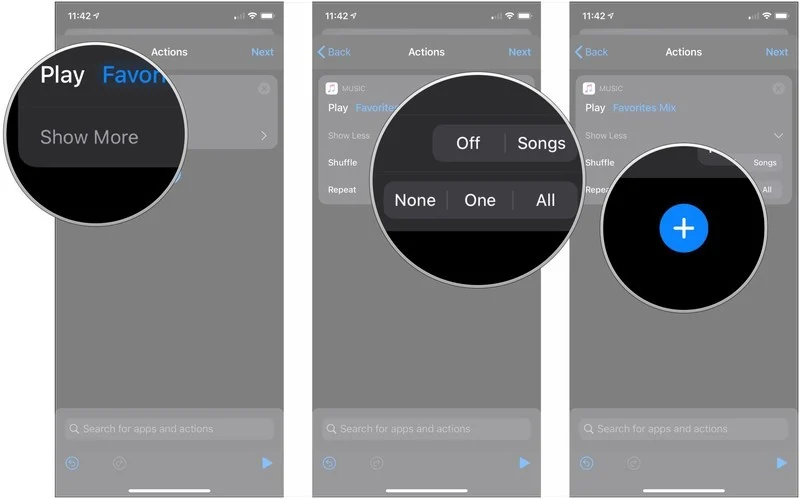 11:42
Actions
Next
Play Favori
Show More
11:42
Back
Actions
Next
MUSIC
Play Favorites
Show Less
Shuffle
Off
Songs
Repeat
None
One
All
11:42
Back
Actions
Next
MUSIC
Play Favorites Mix
Show Less
Shuffle
Songs
Repea
All
Search for apps and actions
Search for apps and actions
Search for apps and actions